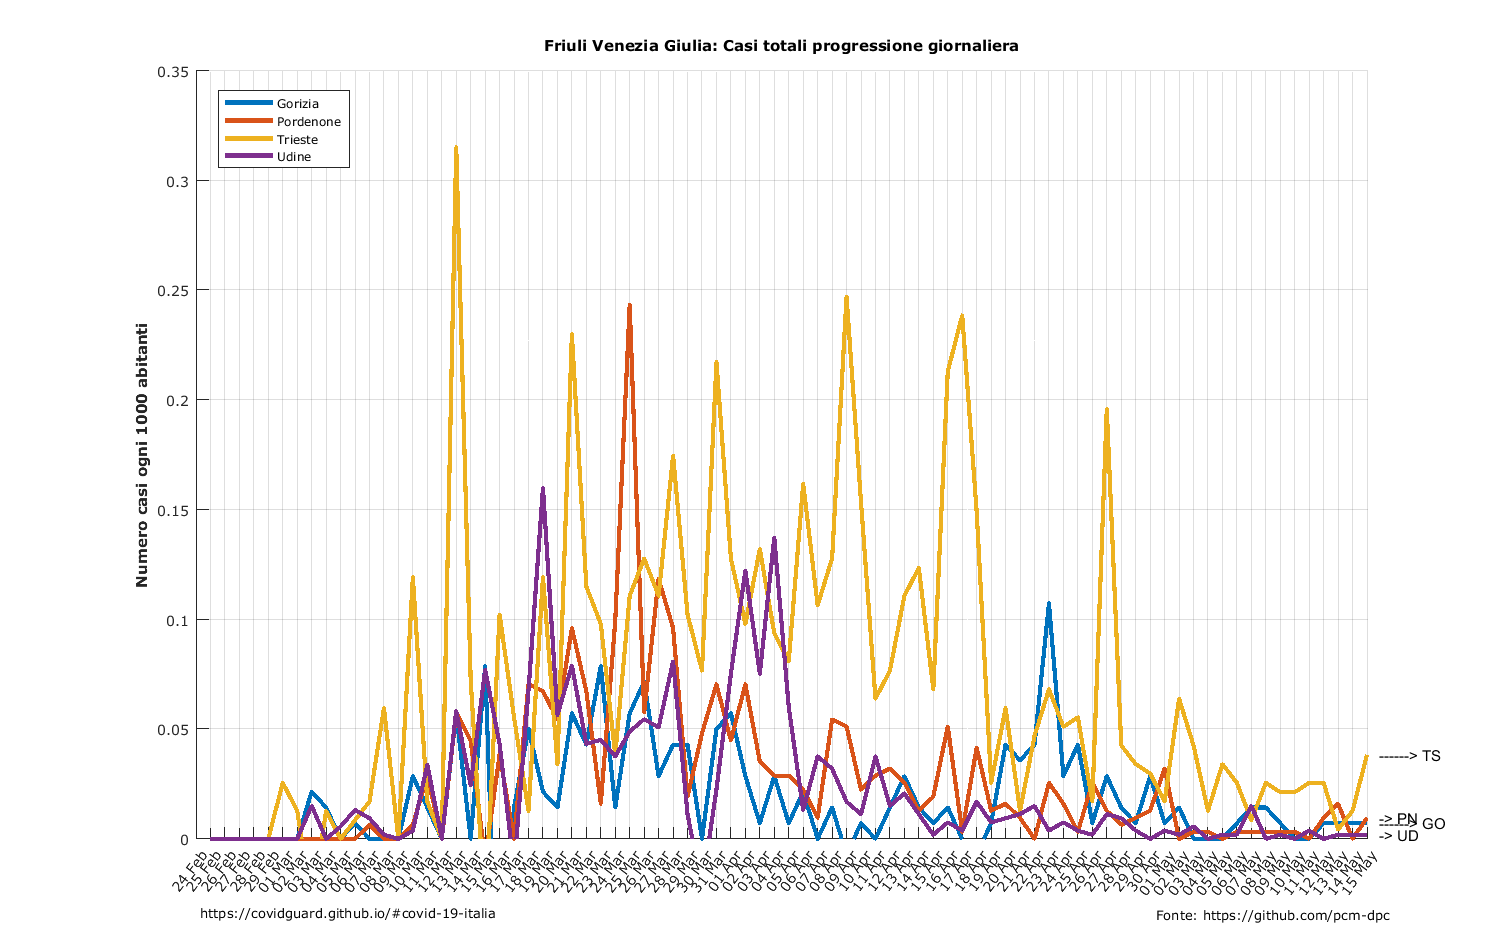 Friuli Venezia Giulia: Casi totali progressione giornaliera
0.35
0.3
0.25
0.2
0.15
0.1
0.05
0
Numero casi ogni 1000 abitanti
Gorizia
Pordenone
Trieste
Udine
------> TS
-> PN
------> GO
-> UD
24 Feb
25 Feb
26 Feb
27 Feb
28 Feb
29 Feb
01 Mar
02 Mar
03 Mar
04 Mar
05 Mar
06 Mar
07 Mar
08 Mar
09 Mar
10 Mar
11 Mar
12 Mar
13 Mar
14 Mar
15 Mar
16 Mar
17 Mar
18 Mar
19 Mar
20 Mar
21 Mar
22 Mar
23 Mar
24 Mar
25 Mar
26 Mar
27 Mar
28 Mar
29 Mar
30 Mar
31 Mar
01 Apr
02 Apr
03 Apr
04 Apr
05 Apr
06 Apr
07 Apr
08 Apr
09 Apr
10 Apr
11 Apr
12 Apr
13 Apr
14 Apr
15 Apr
16 Apr
17 Apr
18 Apr
19 Apr
20 Apr
21 Apr
22 Apr
23 Apr
24 Apr
25 Apr
26 Apr
27 Apr
28 Apr
29 Apr
30 Apr
01 May
02 May
03 May
04 May
05 May
06 May
07 May
08 May
09 May
10 May
11 May
12 May
13 May
14 May
15 May
https://covidguard.github.io/#covid-19-italia
Fonte: https://github.com/pcm-dpc